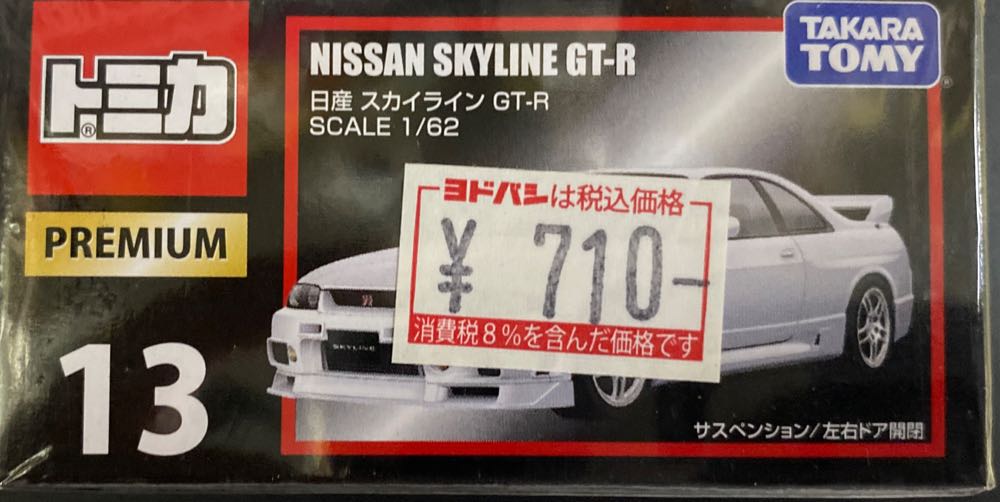 トミカ®
PREMIUM
13
NISSAN SKYLINE GT-R
日産 スカイライン GT-R
SCALE 1/62
TAKARA
TOMY®
ヨドバシは税込価格
¥ 710-
消費税8%を含んだ価格です
SKYLINE
サスペンション/左右ドア開閉